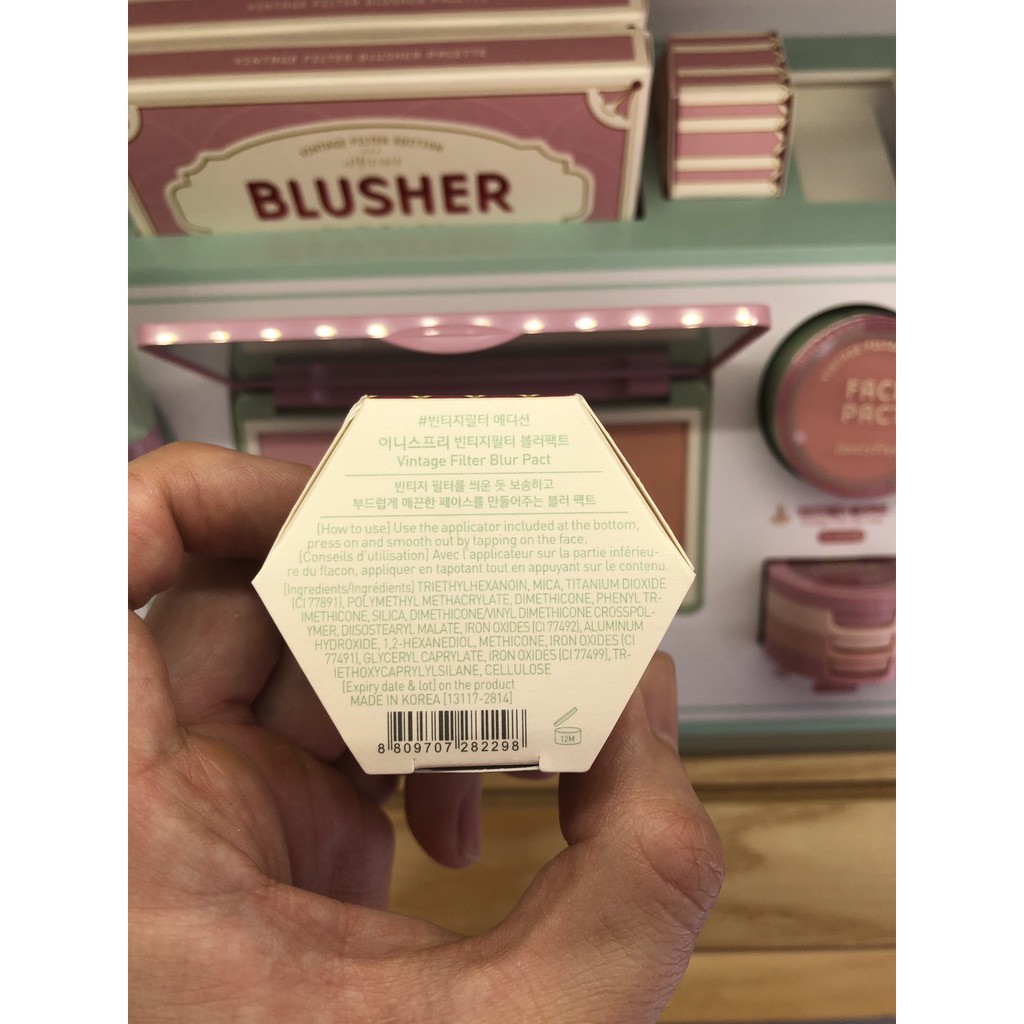 VINTAGE FILTER BLUSHER PALETTE
VINTAGE FILTER EDITION
BLUSHER
FACE
PACT
#빈티지필터 에디션
이니스프리 빈티지필터 블러팩트
Vintage Filter Blur Pact
빈티지 필터를 씌운 듯 보송하고
부드럽게 매끈한 페이스를 만들어주는 블러 팩트
[How to use] Use the applicator included at the bottom,
press on and smooth out by tapping on the face.
[Conseils d'utilisation] Avec l'applicateur sur la partie inférieu-
re du flacon, appliquer en tapotant tout en appuyant sur le contenu.
[Ingredients/Ingrédients] TRIETHYLHEXANOIN, MICA, TITANIUM DIOXIDE
(CI 77891), POLYMETHYL METHACRYLATE, DIMETHICONE, PHENYL TR-
IMETHICONE, SILICA, DIMETHICONE/VINYL DIMETHICONE CROSSPOL-
YMER, DIISOSTEARYL MALATE, IRON OXIDES (CI 77492), ALUMINUM
HYDROXIDE, 1,2-HEXANEDIOL, METHICONE, IRON OXIDES (CI
77491), GLYCERYL CAPRYLATE, IRON OXIDES (CI 77499), TR-
IETHOXYCAPRYLYLSILANE, CELLULOSE
[Expiry date & lot] on the product
MADE IN KOREA [13117-2814]
8 809707 282298
12M